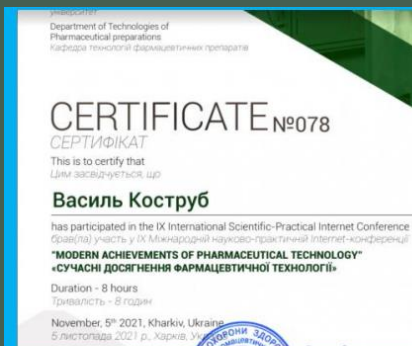 університет
Department of Technologies of
Pharmaceutical preparations
Кафедра технологій фармацевтичних препаратів
CERTIFICATE №078
СЕРТИФІКАТ
This is to certify that
Цим засвідчується, що
Василь Коструб
has participated in the IX International Scientific-Practical Internet Conference
брав(ла) участь у IX Міжнародній науково-практичній internet-конференції
"MODERN ACHIEVEMENTS OF PHARMACEUTICAL TECHNOLOGY"
«СУЧАСНІ ДОСЯГНЕННЯ ФАРМАЦЕВТИЧНОЇ ТЕХНОЛОГІЇ»
Duration - 8 hours
Тривалість - 8 годин
November, 5th 2021, Kharkiv, Ukraine
5 листопада 2021 р., Харків, Ук